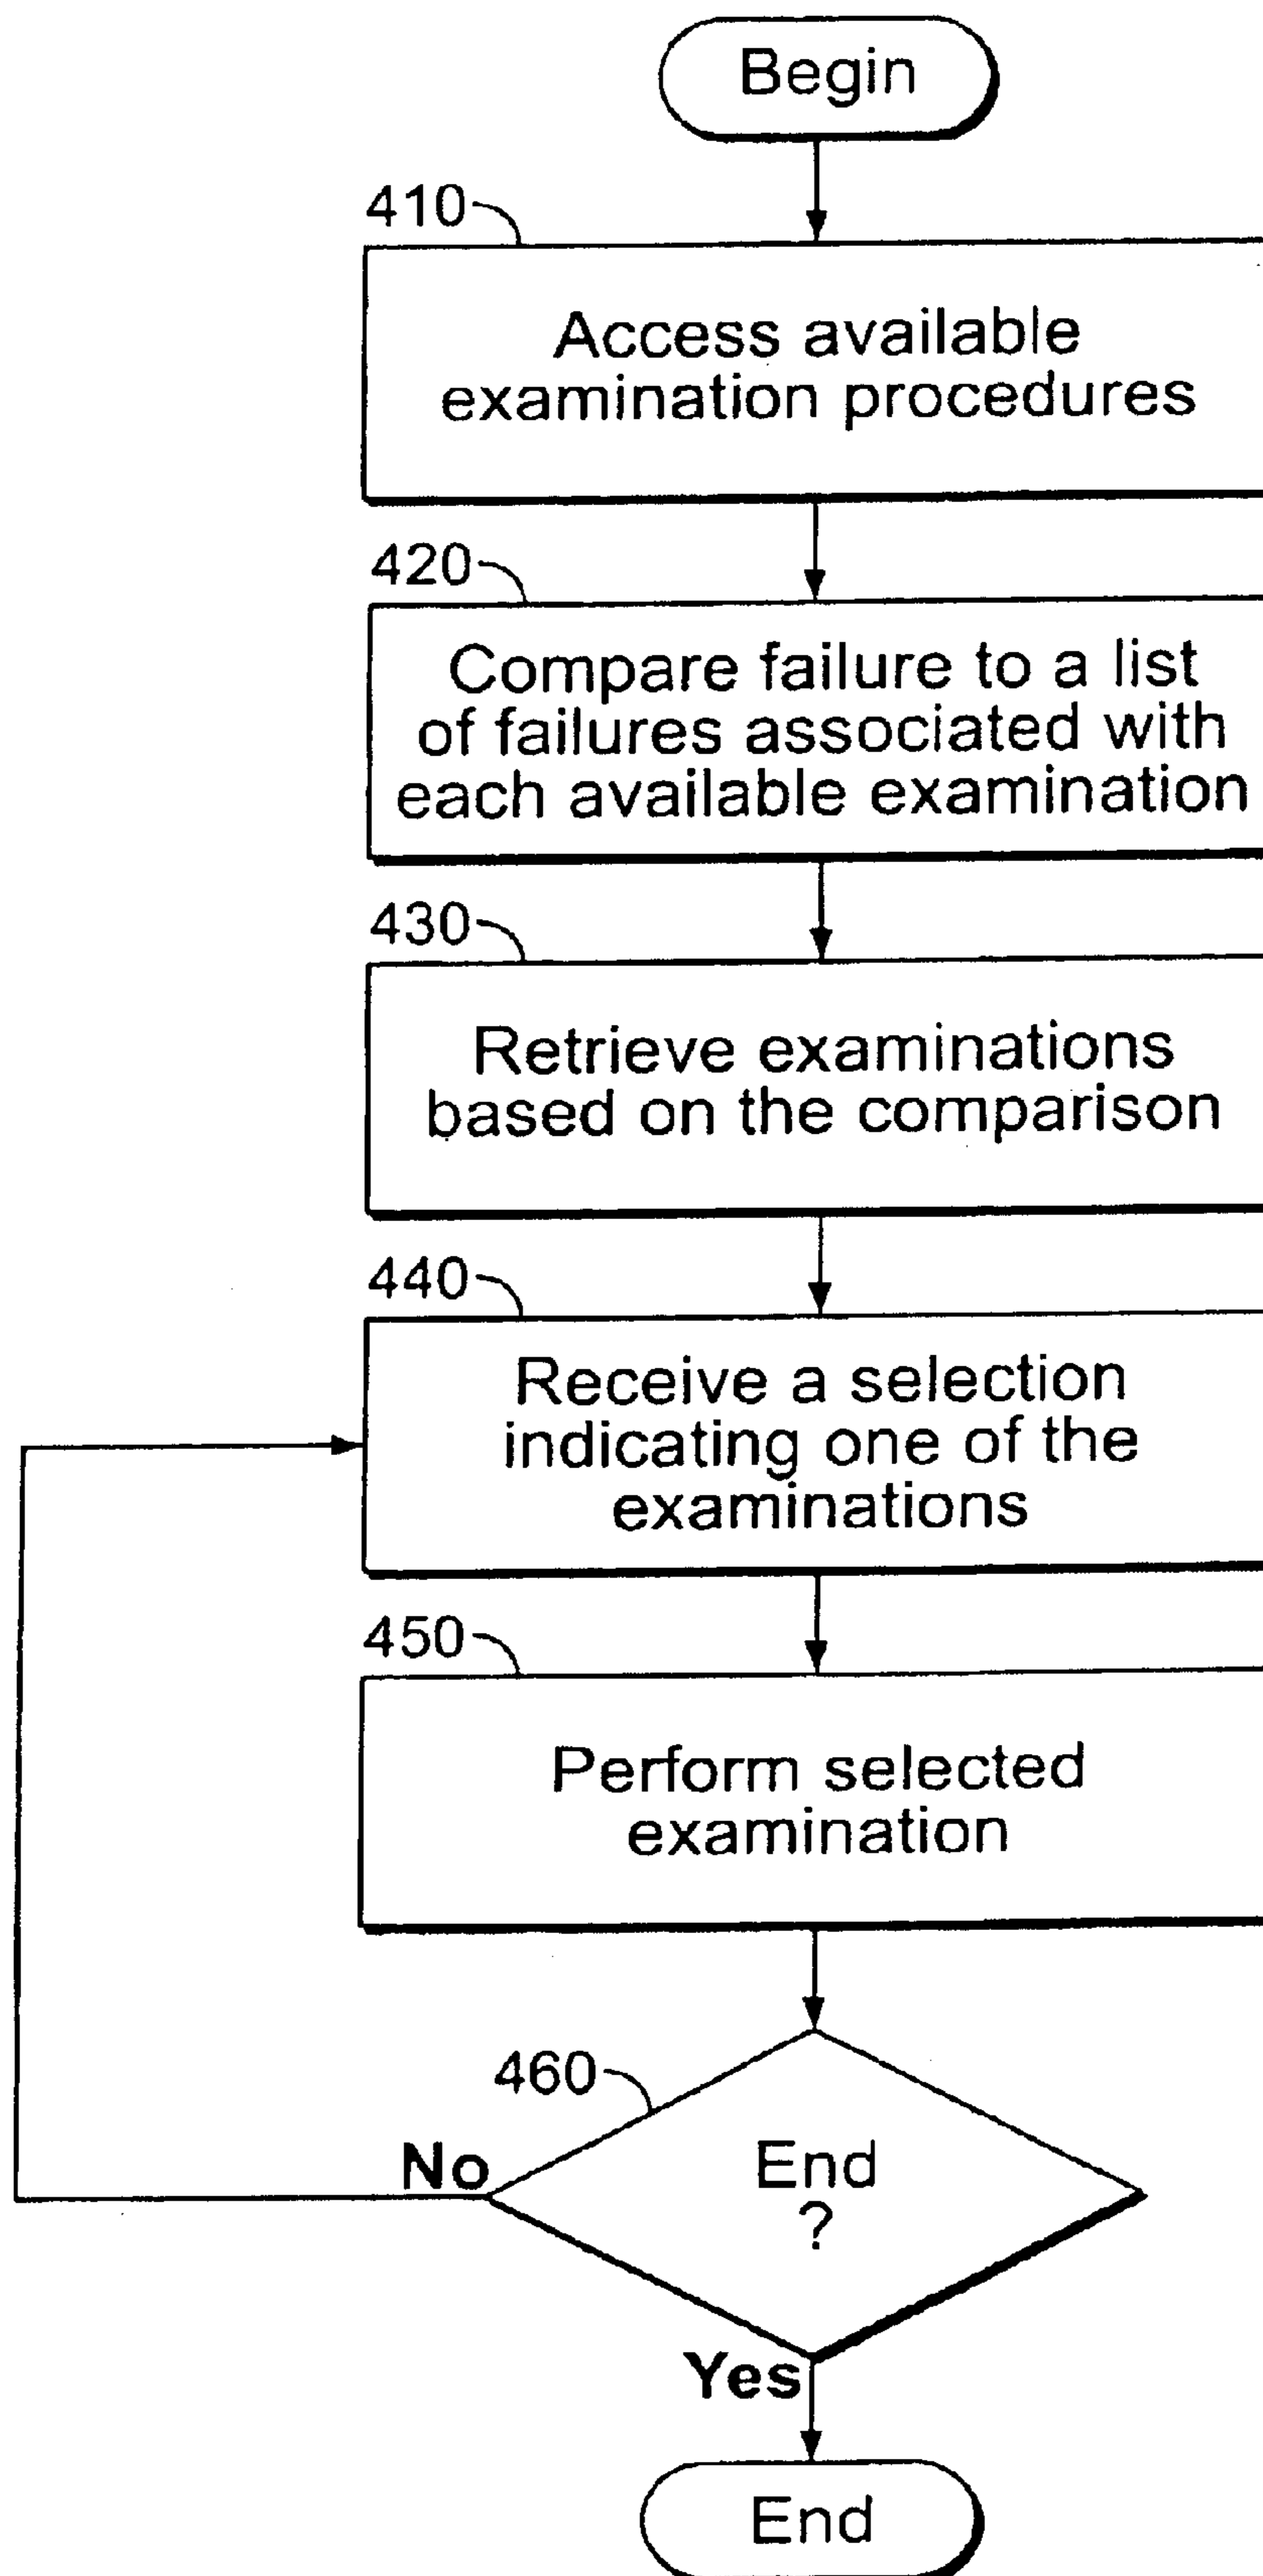 Begin
410
Access available
examination procedures
420
Compare failure to a list
of failures associated with
each available examination
430
Retrieve examinations
based on the comparison
440
Receive a selection
indicating one of the
examinations
450
Perform selected
examination
460
End
?
No
Yes
End